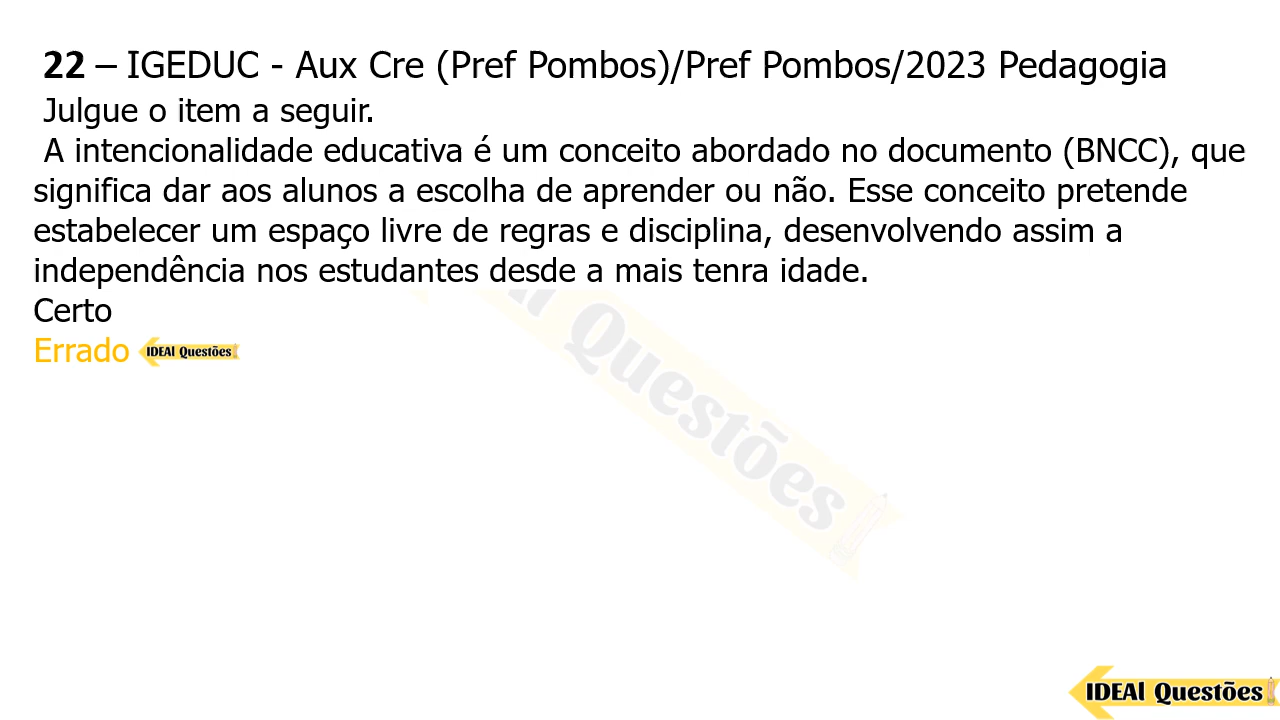 22 – IGEDUC - Aux Cre (Pref Pombos)/Pref Pombos/2023 Pedagogia
Julgue o item a seguir.
A intencionalidade educativa é um conceito abordado no documento (BNCC), que
significa dar aos alunos a escolha de aprender ou não. Esse conceito pretende
estabelecer um espaço livre de regras e disciplina, desenvolvendo assim a
independência nos estudantes desde a mais tenra idade.
Certo
Errado IDEAl Questões
l Questões
IDEAl Questões